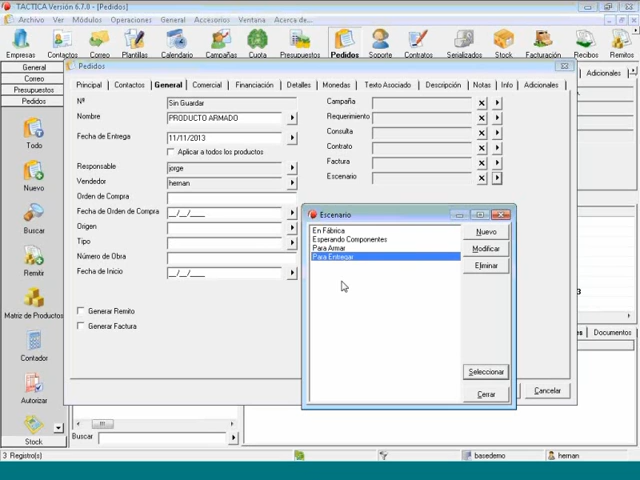 TACTICA Versión 6.7.0 - [Pedidos]
Archivo Ver Módulos Operaciones General Accesorios Ventana Acerca de...
Empresas Contactos Correo Plantillas Calendario Campañas Cuota Presupuestos Pedidos Soporte Contratos Serializados Stock Facturación Recibos Remitos
General
Correo
Presupuestos
Pedidos
Todo
Nuevo
Buscar
Remitir
Matriz de Productos
Contador
Autorizar
Stock
Pedidos
Adicionales
Principal Contactos General Comercial Financiación Detalles Monedas Texto Asociado Descripción Notas Info Adicionales
Nº Sin Guardar
Nombre PRODUCTO ARMADO
Fecha de Entrega 11/11/2013
Aplicar a todos los productos
Responsable jorge
Vendedor hernan
Orden de Compra
Fecha de Orden de Compra __/__/____
Origen
Tipo
Número de Obra
Fecha de Inicio __/__/____
Generar Remito
Generar Factura
Campaña
Requerimiento
Consulta
Contrato
Factura
Escenario
Escenario
En Fábrica
Esperando Componentes
Para Armar
Para Entregar
Nuevo
Modificar
Eliminar
Seleccionar
Cerrar
Cancelar
Documentos
Buscar
3 Registro(s) basedemo hernan